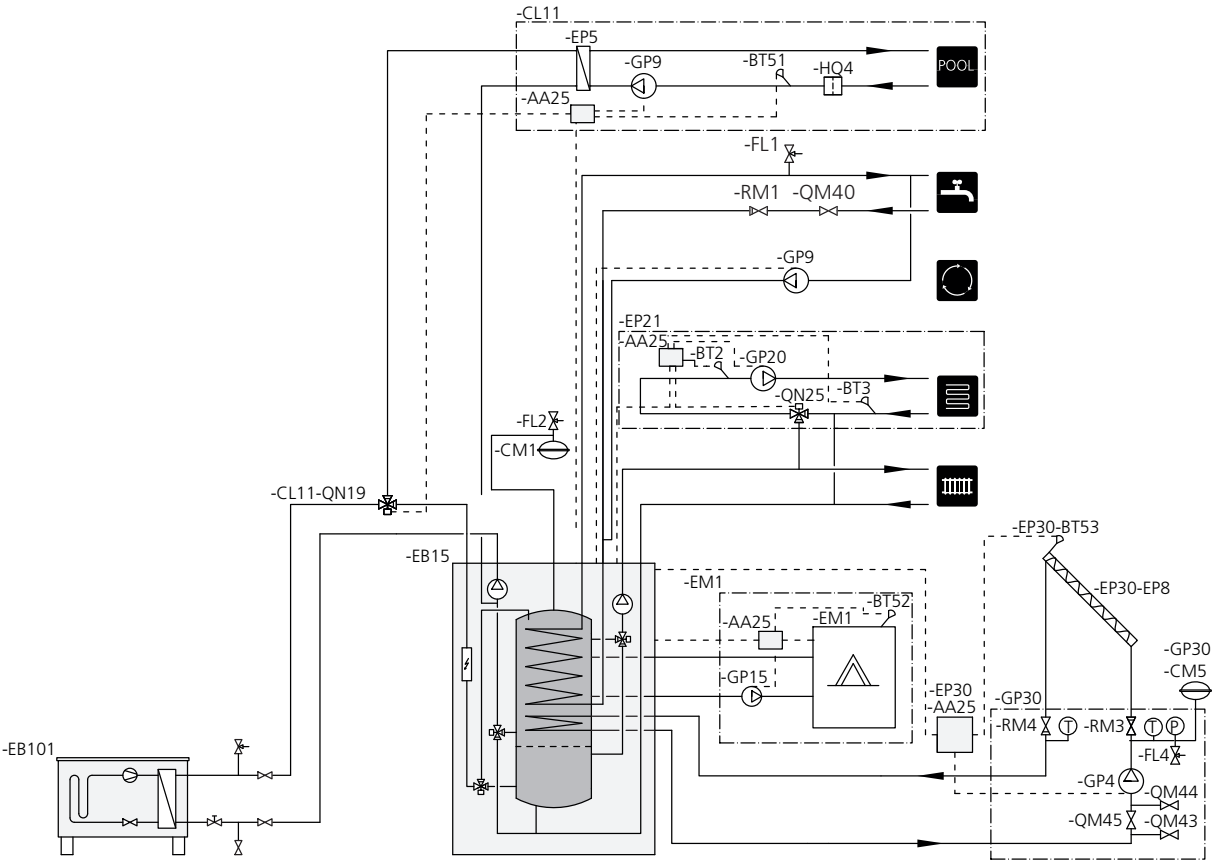 -CL11
-EP5
-GP9
-BT51
-HQ4
POOL
-AA25
-FL1
-RM1
-QM40
-GP9
-EP21
-AA25
-BT2
-GP20
-QN25
-BT3
-FL2
-CM1
-CL11-QN19
-EB15
-EP30-BT53
-EM1
-BT52
-EP30-EP8
-AA25
-EM1
-GP30
-CM5
-GP15
-EP30
-AA25
-GP30
-RM4
T
-RM3
T
P
-FL4
-EB101
-GP4
-QM44
-QM45
-QM43